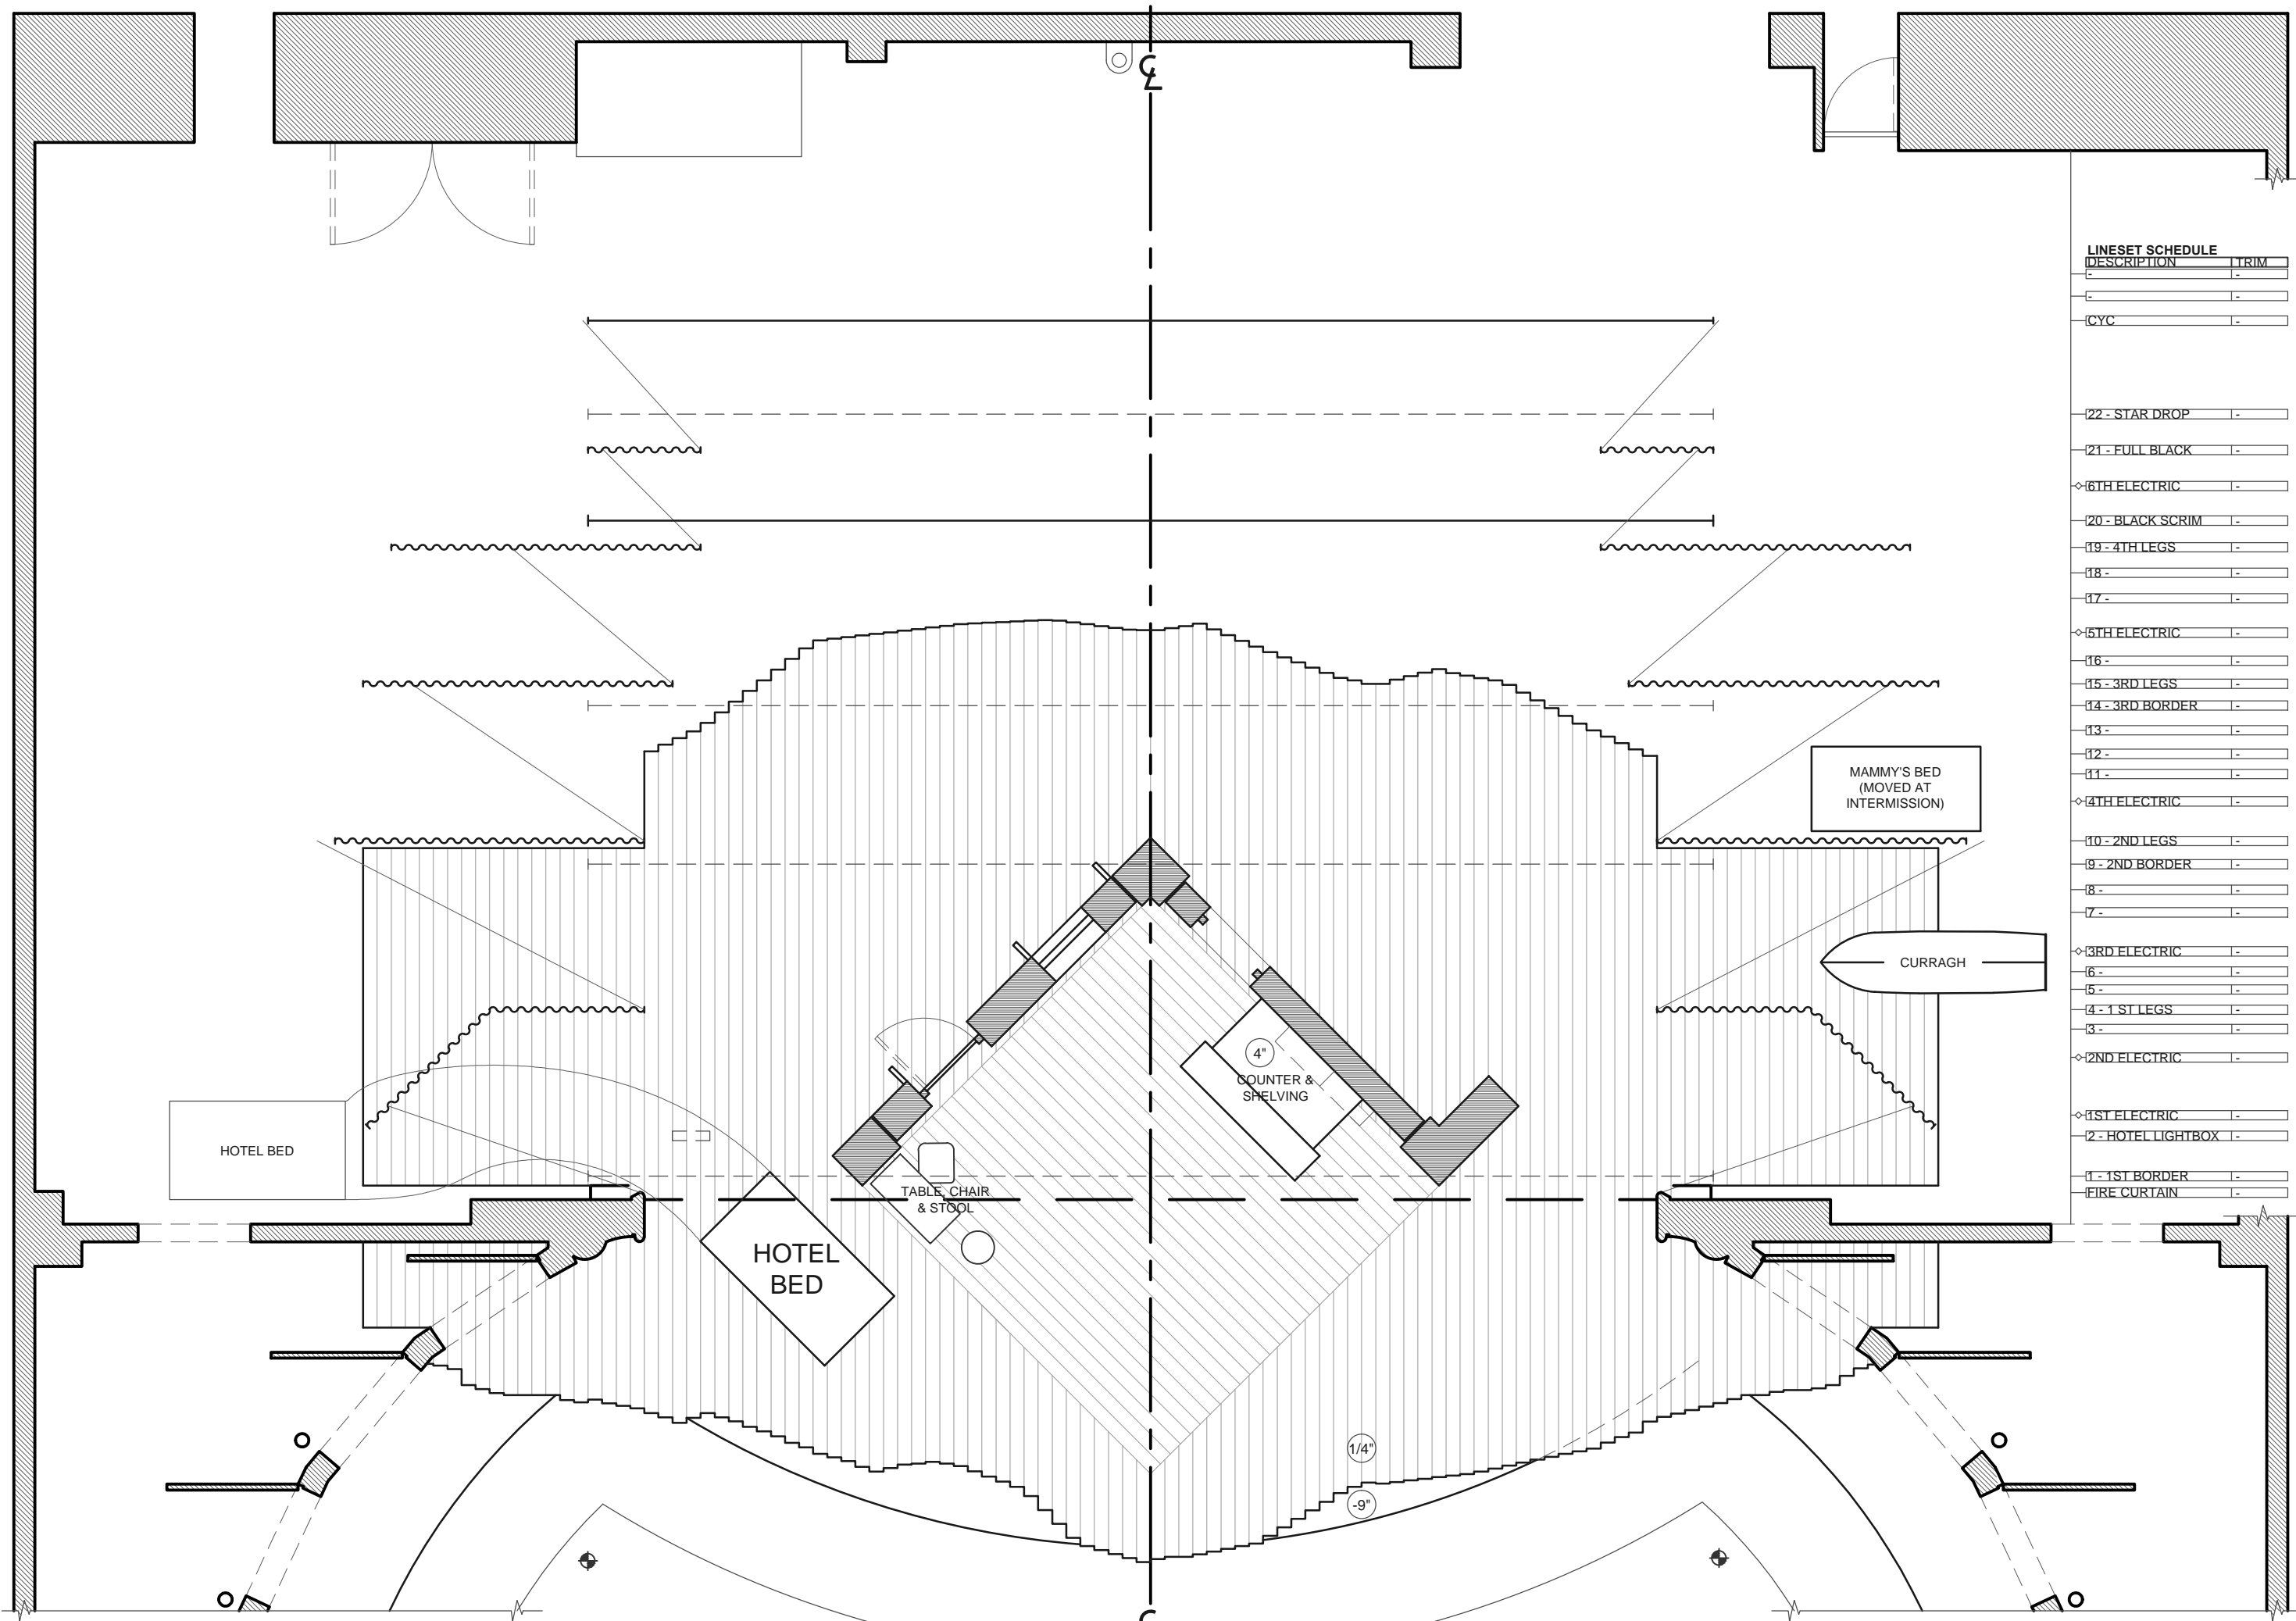 LINESET SCHEDULE
DESCRIPTION TRIM
- -
- -
CYC -
22 - STAR DROP -
21 - FULL BLACK -
6TH ELECTRIC -
20 - BLACK SCRIM -
19 - 4TH LEGS -
18 - -
17 - -
5TH ELECTRIC -
16 - -
15 - 3RD LEGS -
14 - 3RD BORDER -
13 - -
12 - -
11 - -
4TH ELECTRIC -
10 - 2ND LEGS -
9 - 2ND BORDER -
8 - -
7 - -
3RD ELECTRIC -
6 - -
5 - -
4 - 1 ST LEGS -
3 - -
2ND ELECTRIC -
1ST ELECTRIC -
2 - HOTEL LIGHTBOX -
1 - 1ST BORDER -
FIRE CURTAIN -
MAMMY'S BED
(MOVED AT
INTERMISSION)
CURRAGH
4"
COUNTER &
SHELVING
HOTEL BED
TABLE, CHAIR
& STOOL
HOTEL
BED
1/4"
-9"